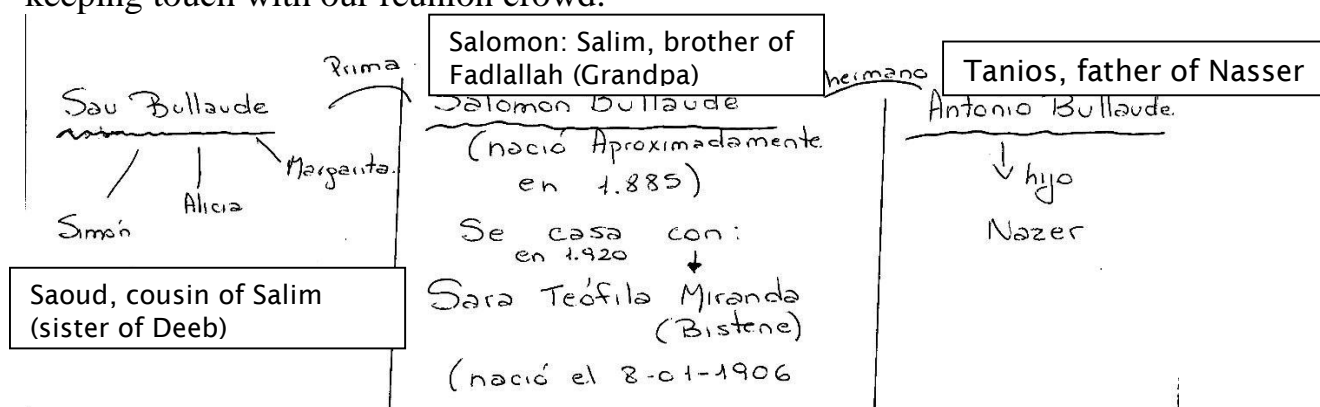 keeping touch with our reunion crowd.
Salomon: Salim, brother of
Fadlallah (Grandpa)
Tanios, father of Nasser
Prima
hermano
Sau Bullaude
Salomon Bullaude
Antonio Bullaude.
Margarita.
Alicia
Simón
(nació Aproximadamente
en 1.885)
hijo
Nazer
Se casa con:
en 1.920
Sara Teófila Miranda
(Bistene)
(nació el 8-01-1906
Saoud, cousin of Salim
(sister of Deeb)